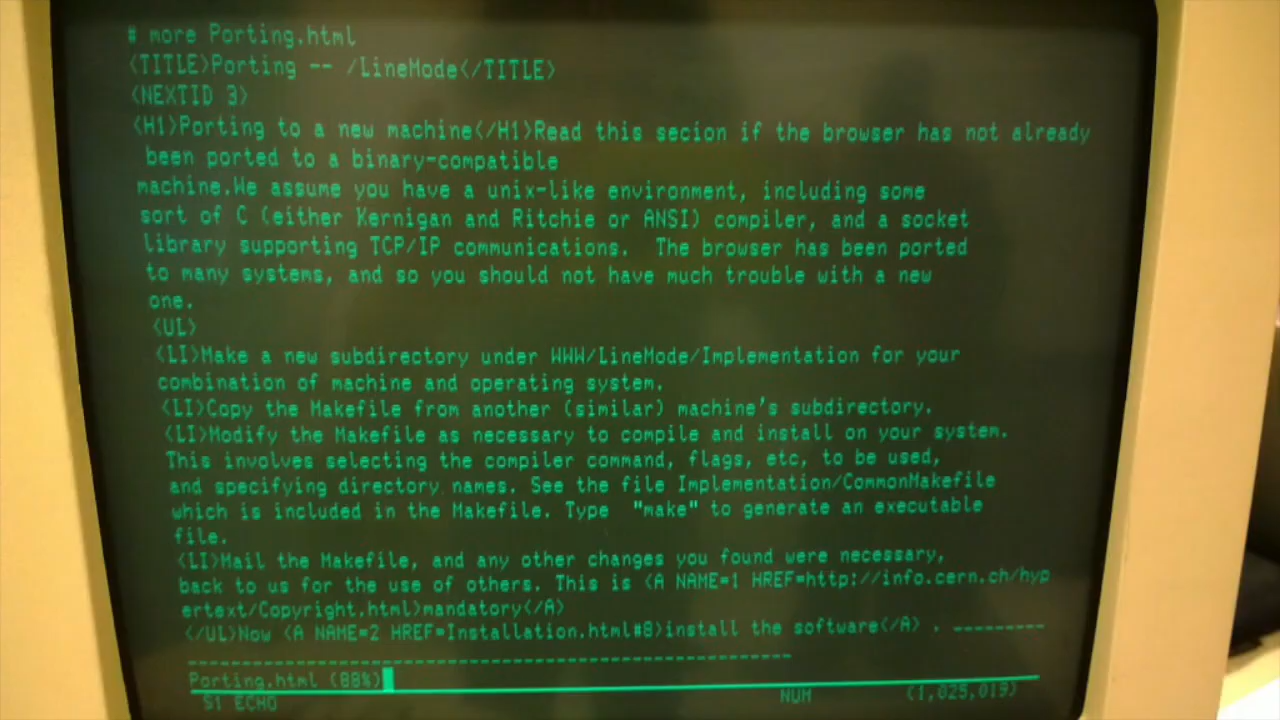 # more Porting.html
<TITLE>Porting -- /LineMode</TITLE>
<NEXTID 3>
<H1>Porting to a new machine</H1>Read this secion if the browser has not already
been ported to a binary-compatible
machine.We assume you have a unix-like environment, including some
sort of C (either Kernigan and Ritchie or ANSI) compiler, and a socket
library supporting TCP/IP communications.  The browser has been ported
to many systems, and so you should not have much trouble with a new
one.
<UL>
<LI>Make a new subdirectory under WWW/LineMode/Implementation for your
combination of machine and operating system.
<LI>Copy the Makefile from another (similar) machine's subdirectory.
<LI>Modify the Makefile as necessary to compile and install on your system.
This involves selecting the compiler command, flags, etc, to be used,
and specifying directory names. See the file Implementation/CommonMakefile
which is included in the Makefile. Type  "make" to generate an executable
file.
<LI>Mail the Makefile, and any other changes you found were necessary,
back to us for the use of others. This is <A NAME=1 HREF=http://info.cern.ch/hyp
ertext/Copyright.html>mandatory</A>
</UL>Now <A NAME=2 HREF=Installation.html#8>install the software</A> . ---------
------------------------------------------------------------
Porting.html (88%)
S1 ECHO NUM (1,025,019)